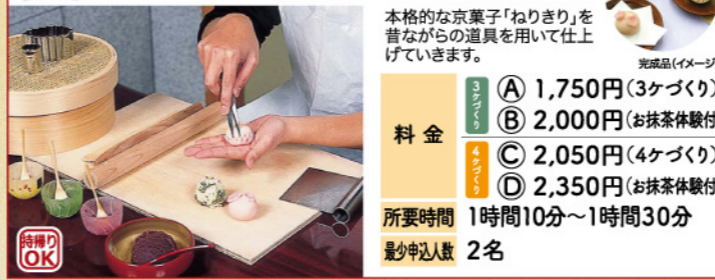 本格的な京菓子「ねりきり」を
昔ながらの道具を用いて仕上
げていきます。
完成品(イメージ
料金
3ケづくり
Ⓐ 1,750円(3ケづくり)
Ⓑ 2,000円(お抹茶体験付
4ケづくり
Ⓒ 2,050円(4ケづくり)
Ⓓ 2,350円(お抹茶体験付
所要時間 1時間10分～1時間30分
最少申込人数 2名
時帰り
OK